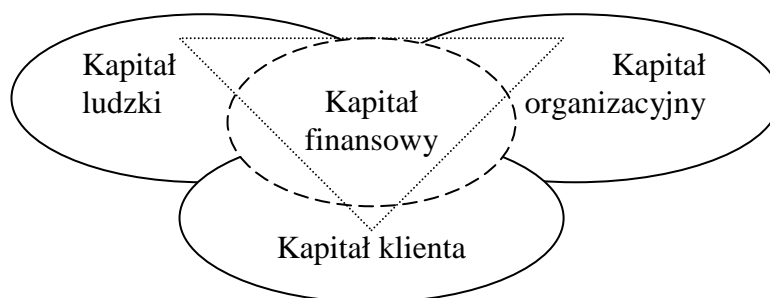 Kapitał
ludzki
Kapitał
finansowy
Kapitał
organizacyjny
Kapitał klienta